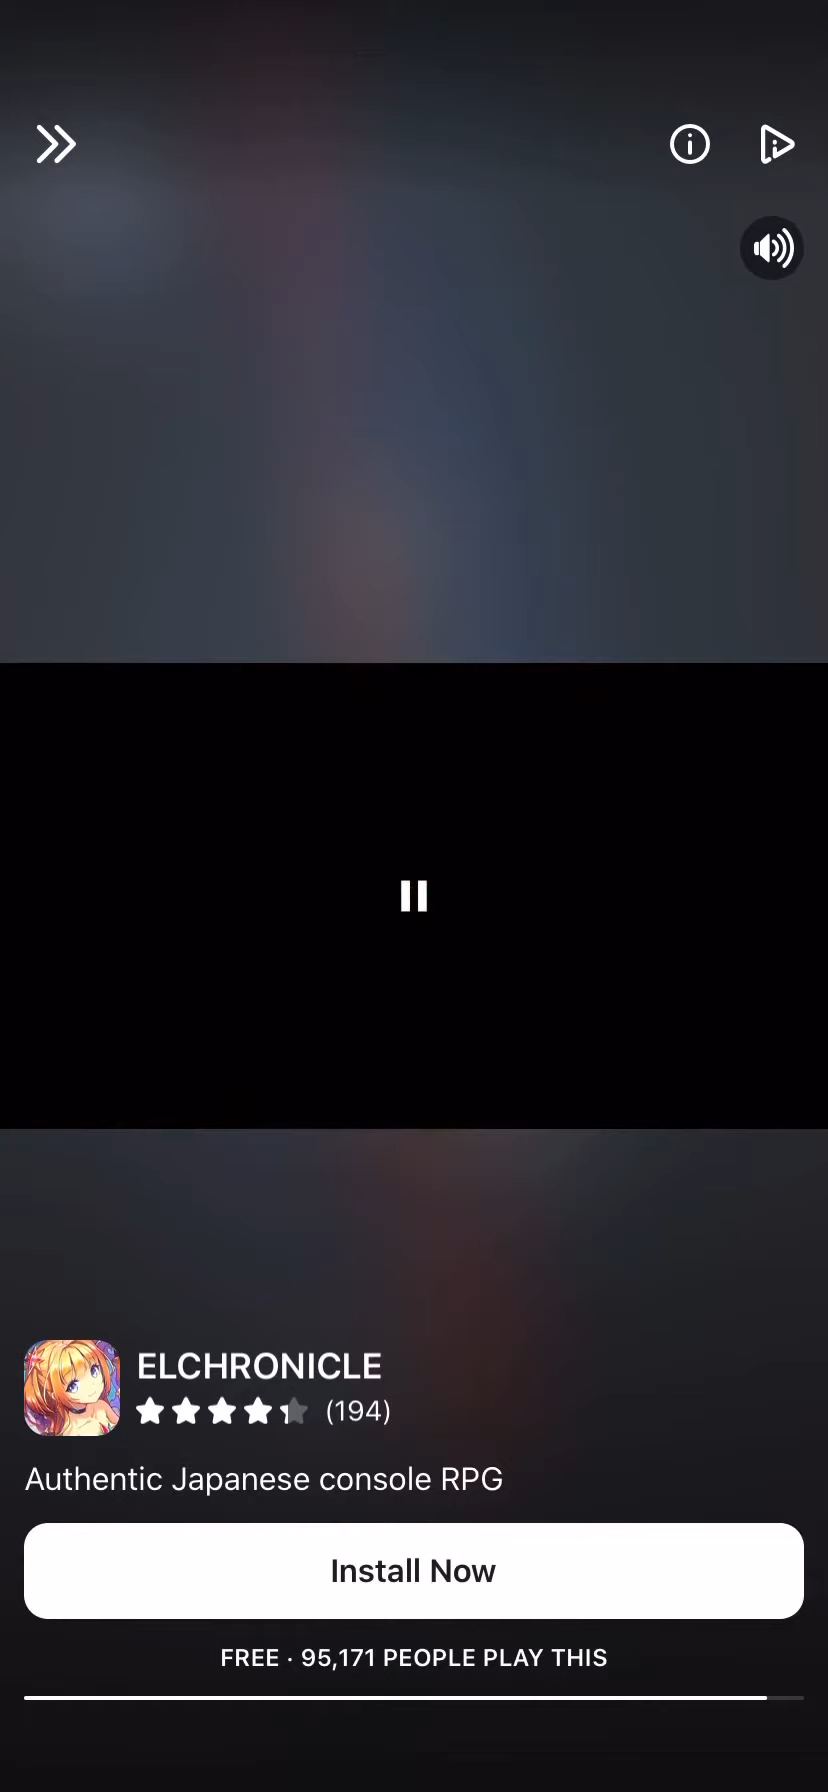 ELCHRONICLE
(194)
Authentic Japanese console RPG
Install Now
FREE · 95,171 PEOPLE PLAY THIS